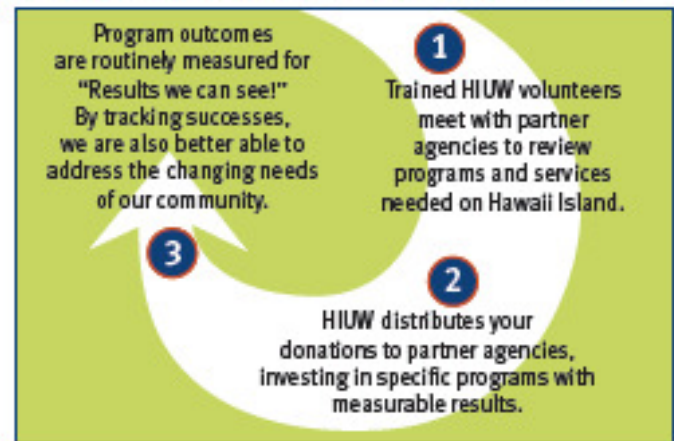 1
Trained HIUW volunteers
meet with partner
agencies to review
programs and services
needed on Hawaii Island.
2
HIUW distributes your
donations to partner agencies,
investing in specific programs with
measurable results.
3
Program outcomes
are routinely measured for
"Results we can see!"
By tracking successes,
we are also better able to
address the changing needs
of our community.